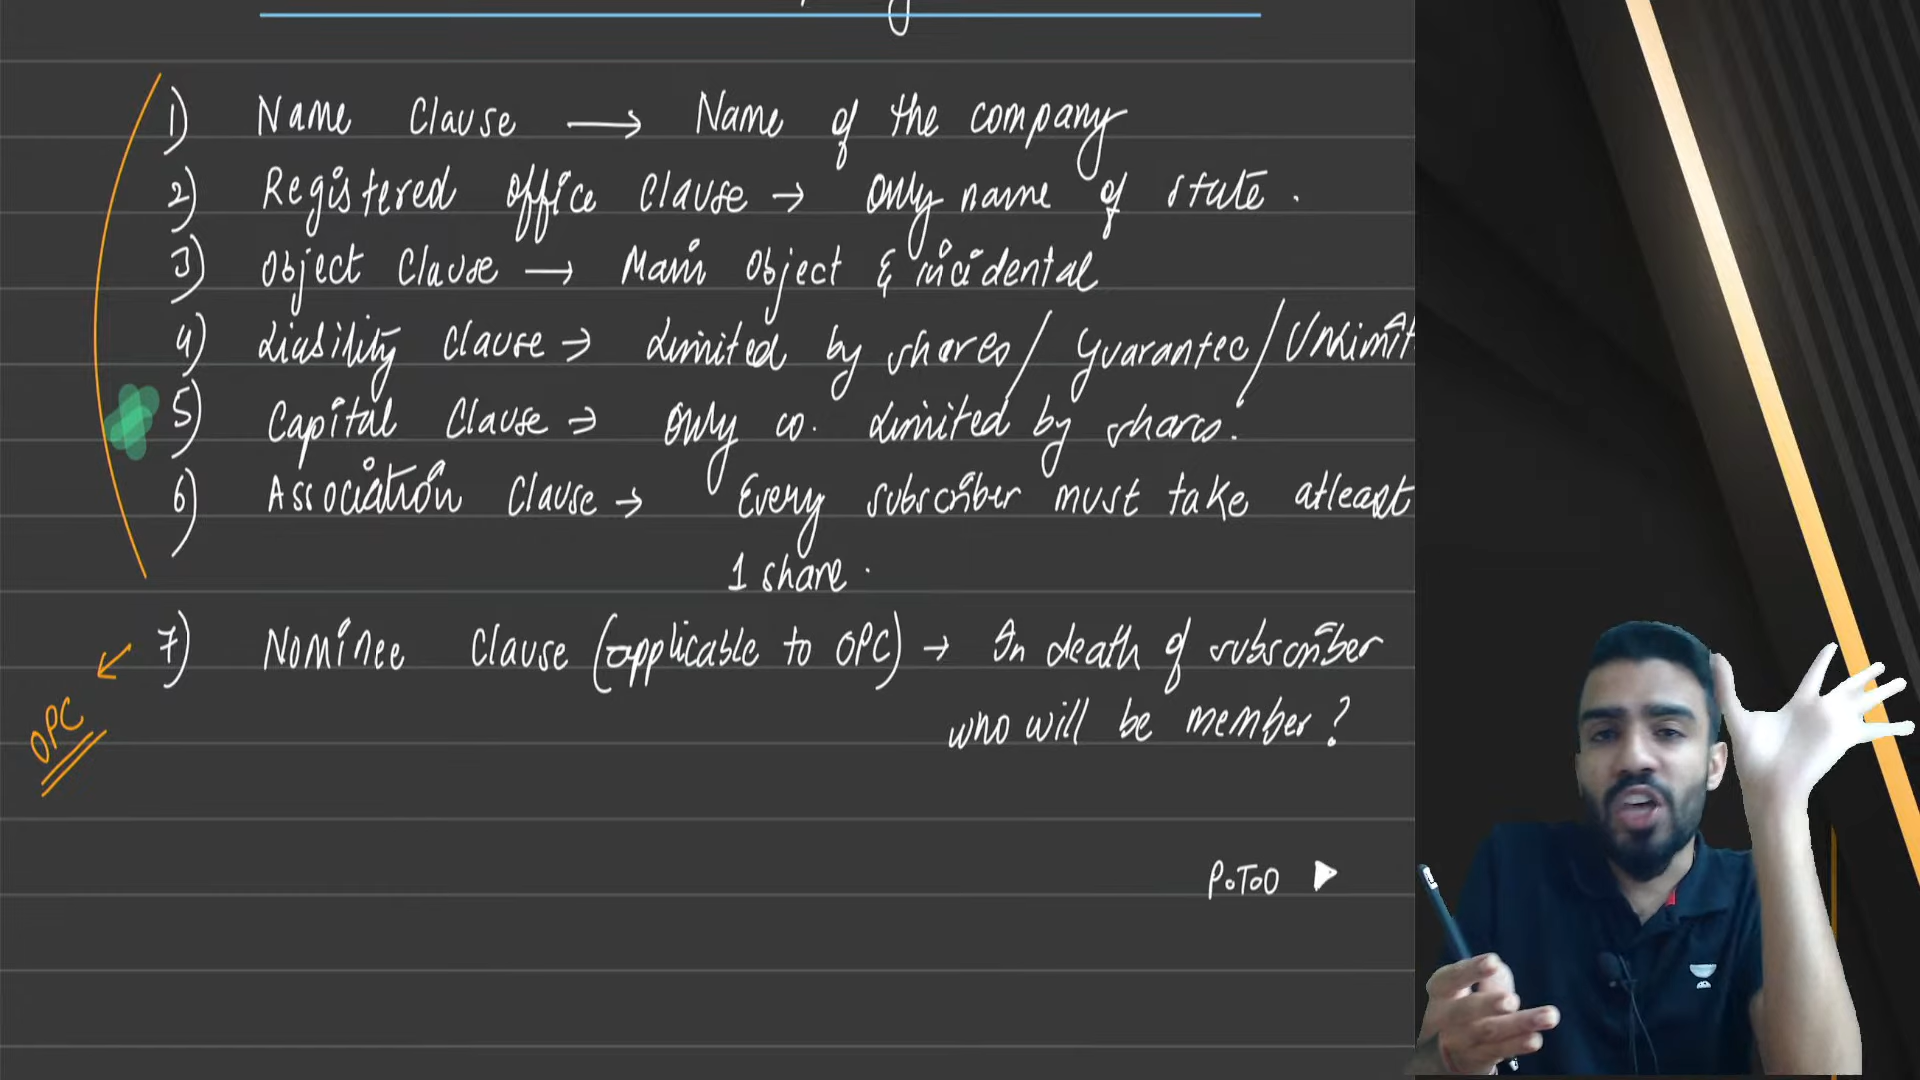 1) Name Clause → Name of the company
2) Registered office Clause → only name of state.
3) Object Clause → Main Object & incidental
4) Liability Clause → Limited by shares/ Guarantee/ Unlimit
5) Capital Clause → Only co. Limited by shares.
6) Association Clause → Every subscriber must take atleast
1 share.
7) Nominee Clause (applicable to OPC) → In death of subscriber
OPC
who will be member?
P.T.O